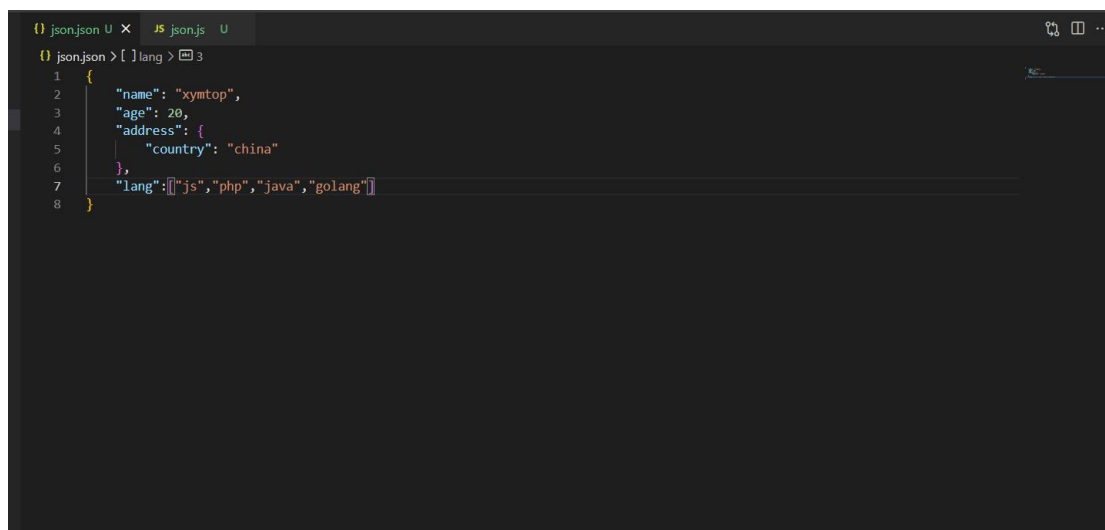 {} json.json U X JS json.js U
{} json.json > [ ] lang > abc 3
1 {
2     "name": "xymtop",
3     "age": 20,
4     "address": {
5         "country": "china"
6     },
7     "lang":["js","php","java","golang"]
8 }